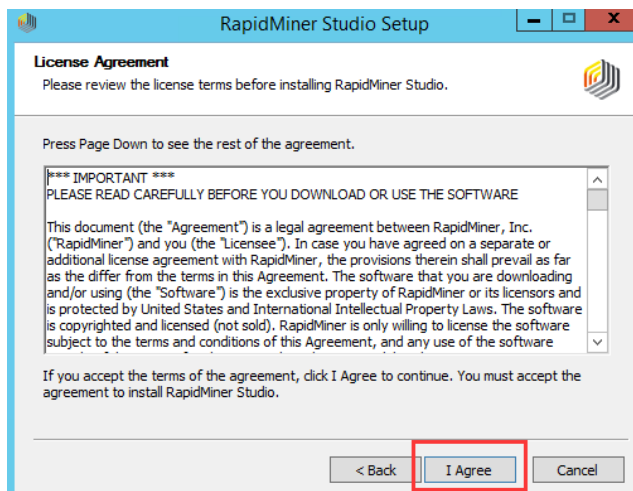 RapidMiner Studio Setup
License Agreement
Please review the license terms before installing RapidMiner Studio.
Press Page Down to see the rest of the agreement.
*** IMPORTANT ***
PLEASE READ CAREFULLY BEFORE YOU DOWNLOAD OR USE THE SOFTWARE
This document (the "Agreement") is a legal agreement between RapidMiner, Inc.
("RapidMiner") and you (the "Licensee"). In case you have agreed on a separate or
additional license agreement with RapidMiner, the provisions therein shall prevail as far
as the differ from the terms in this Agreement. The software that you are downloading
and/or using (the "Software") is the exclusive property of RapidMiner or its licensors and
is protected by United States and International Intellectual Property Laws. The software
is copyrighted and licensed (not sold). RapidMiner is only willing to license the software
subject to the terms and conditions of this Agreement, and any use of the software
If you accept the terms of the agreement, click I Agree to continue. You must accept the
agreement to install RapidMiner Studio.
< Back
I Agree
Cancel